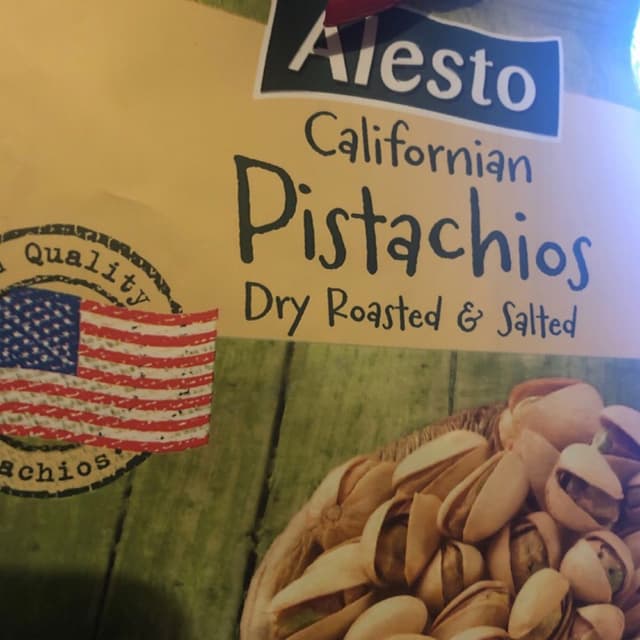 Alesto
Californian
Pistachios
Dry Roasted & Salted
Quality
achios